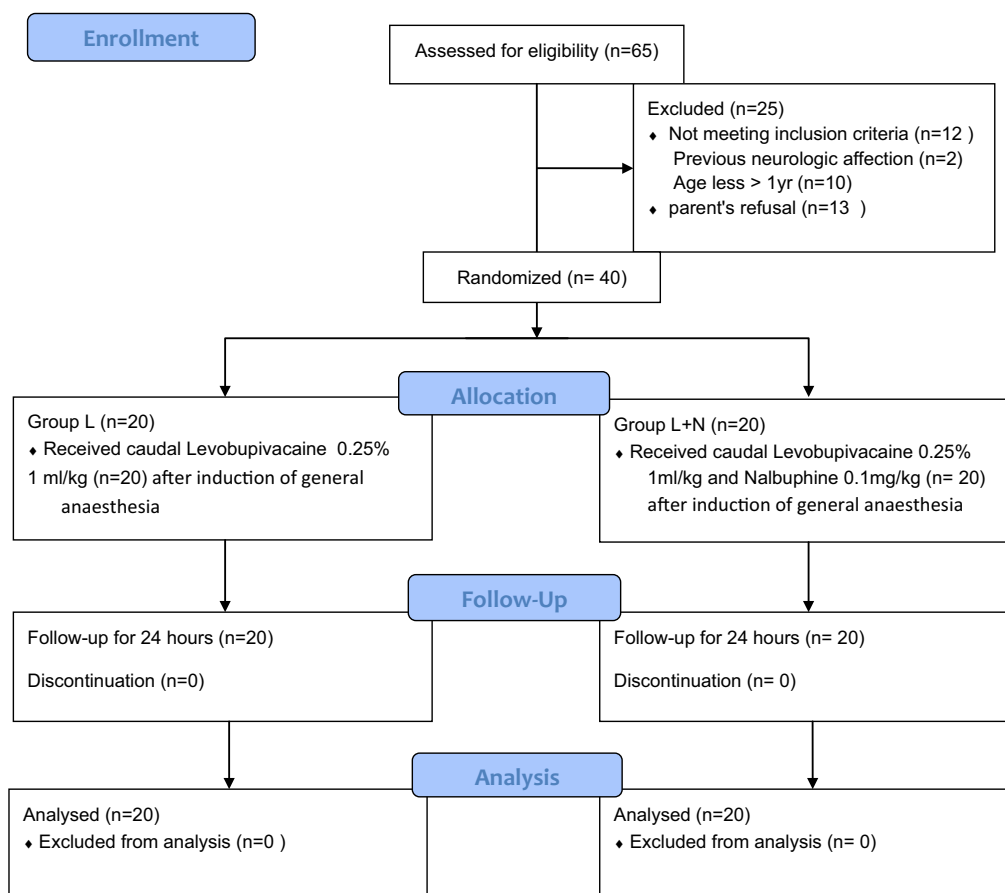 Enrollment
Assessed for eligibility (n=65)
Excluded (n=25)
♦ Not meeting inclusion criteria (n=12 )
Previous neurologic affection (n=2)
Age less > 1yr (n=10)
♦ parent's refusal (n=13 )
Randomized (n= 40)
Allocation
Group L (n=20)
♦ Received caudal Levobupivacaine 0.25%
1 ml/kg (n=20) after induction of general
anaesthesia
Group L+N (n=20)
♦ Received caudal Levobupivacaine 0.25%
1ml/kg and Nalbuphine 0.1mg/kg (n= 20)
after induction of general anaesthesia
Follow-Up
Follow-up for 24 hours (n=20)
Discontinuation (n=0)
Follow-up for 24 hours (n= 20)
Discontinuation (n= 0)
Analysis
Analysed (n=20)
♦ Excluded from analysis (n=0 )
Analysed (n=20)
♦ Excluded from analysis (n= 0)